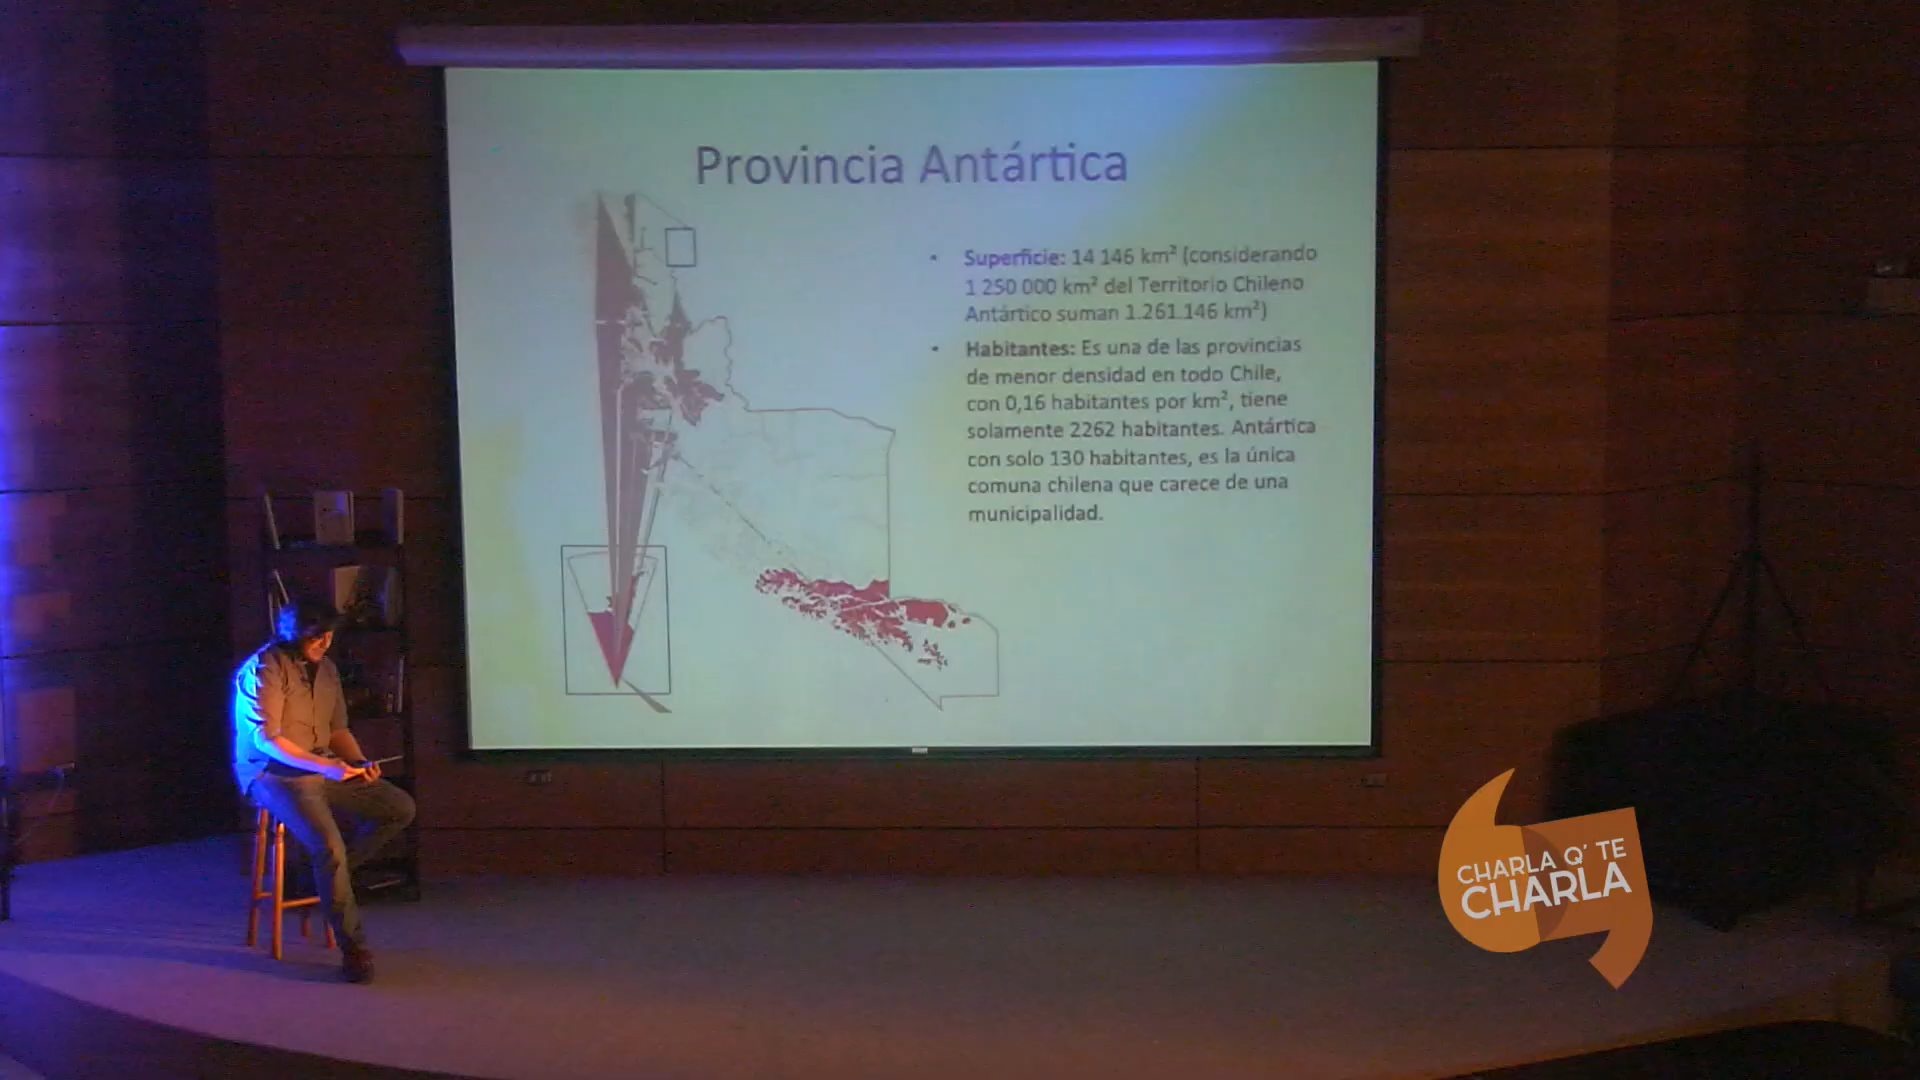 Provincia Antártica
• Superficie: 14 146 km² (considerando
1 250 000 km² del Territorio Chileno
Antártico suman 1.261.146 km²)
• Habitantes: Es una de las provincias
de menor densidad en todo Chile,
con 0,16 habitantes por km², tiene
solamente 2262 habitantes. Antártica
con solo 130 habitantes, es la única
comuna chilena que carece de una
municipalidad.
CHARLA Q' TE
CHARLA